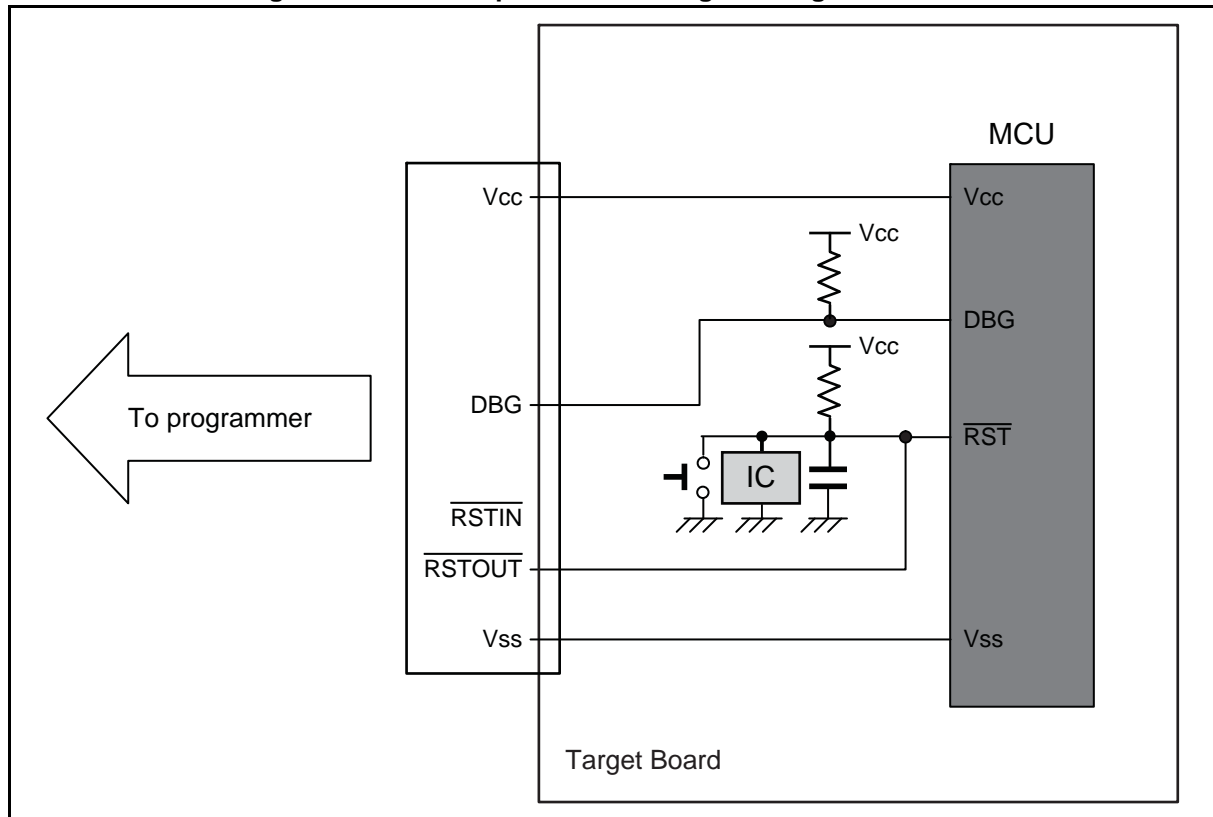 MCU
Vcc
Vcc
Vcc
DBG
Vcc
DBG
To programmer
RST
IC
RSTIN
RSTOUT
Vss
Vss
Target Board